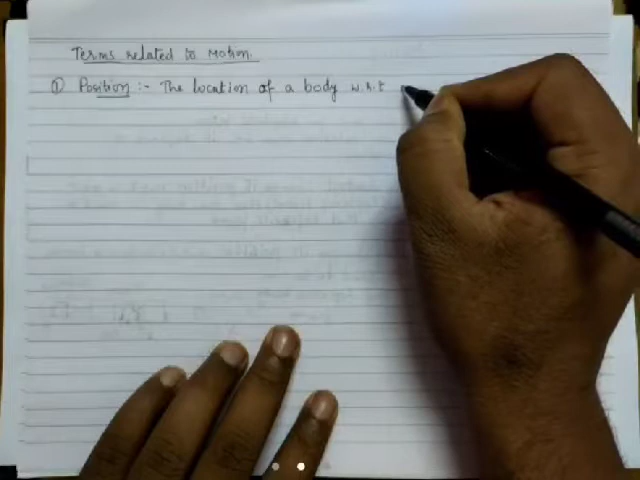 Terms related to Motion.
① Position :- The location of a body w.r.t